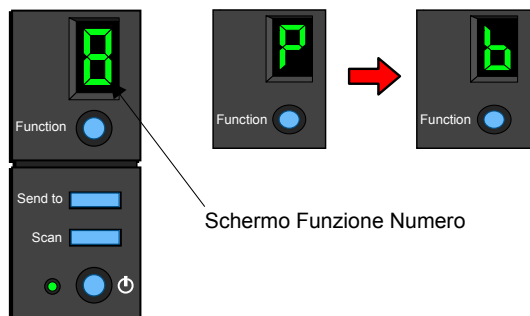 8
Function
Send to
Scan
P
Function
b
Function
Schermo Funzione Numero